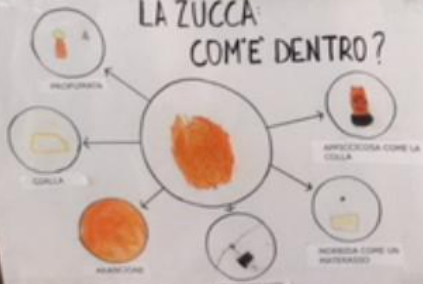 LA ZUCCA:
COM'E' DENTRO?
PROFUMATA
APPICCICOSA COME LA
COLLA
GIALLA
MORBIDA COME UN
MATERASSO
ARANCIONE